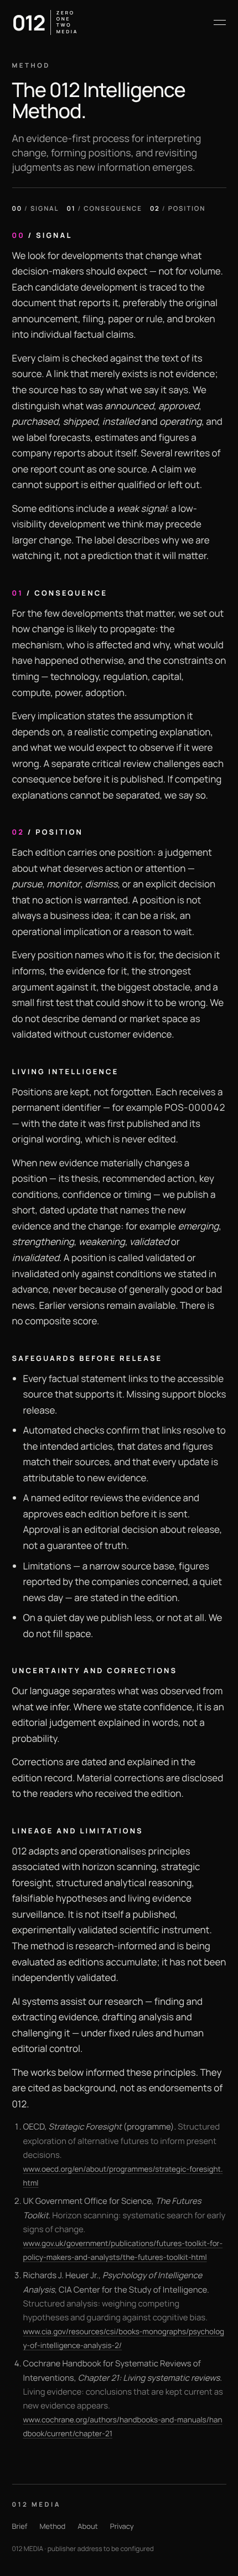 012
ZERO
ONE
TWO
MEDIA
METHOD
The 012 Intelligence
Method.
An evidence-first process for interpreting
change, forming positions, and revisiting
judgments as new information emerges.
00 / SIGNAL 01 / CONSEQUENCE 02 / POSITION
00 / SIGNAL
We look for developments that change what
decision-makers should expect — not for volume.
Each candidate development is traced to the
document that reports it, preferably the original
announcement, filing, paper or rule, and broken
into individual factual claims.
Every claim is checked against the text of its
source. A link that merely exists is not evidence;
the source has to say what we say it says. We
distinguish what was announced, approved,
purchased, shipped, installed and operating, and
we label forecasts, estimates and figures a
company reports about itself. Several rewrites of
one report count as one source. A claim we
cannot support is either qualified or left out.
Some editions include a weak signal: a low-
visibility development we think may precede
larger change. The label describes why we are
watching it, not a prediction that it will matter.
01 / CONSEQUENCE
For the few developments that matter, we set out
how change is likely to propagate: the
mechanism, who is affected and why, what would
have happened otherwise, and the constraints on
timing — technology, regulation, capital,
compute, power, adoption.
Every implication states the assumption it
depends on, a realistic competing explanation,
and what we would expect to observe if it were
wrong. A separate critical review challenges each
consequence before it is published. If competing
explanations cannot be separated, we say so.
02 / POSITION
Each edition carries one position: a judgement
about what deserves action or attention —
pursue, monitor, dismiss, or an explicit decision
that no action is warranted. A position is not
always a business idea; it can be a risk, an
operational implication or a reason to wait.
Every position names who it is for, the decision it
informs, the evidence for it, the strongest
argument against it, the biggest obstacle, and a
small first test that could show it to be wrong. We
do not describe demand or market space as
validated without customer evidence.
LIVING INTELLIGENCE
Positions are kept, not forgotten. Each receives a
permanent identifier — for example POS-000042
— with the date it was first published and its
original wording, which is never edited.
When new evidence materially changes a
position — its thesis, recommended action, key
conditions, confidence or timing — we publish a
short, dated update that names the new
evidence and the change: for example emerging,
strengthening, weakening, validated or
invalidated. A position is called validated or
invalidated only against conditions we stated in
advance, never because of generally good or bad
news. Earlier versions remain available. There is
no composite score.
SAFEGUARDS BEFORE RELEASE
• Every factual statement links to the accessible
source that supports it. Missing support blocks
release.
• Automated checks confirm that links resolve to
the intended articles, that dates and figures
match their sources, and that every update is
attributable to new evidence.
• A named editor reviews the evidence and
approves each edition before it is sent.
Approval is an editorial decision about release,
not a guarantee of truth.
• Limitations — a narrow source base, figures
reported by the companies concerned, a quiet
news day — are stated in the edition.
• On a quiet day we publish less, or not at all. We
do not fill space.
UNCERTAINTY AND CORRECTIONS
Our language separates what was observed from
what we infer. Where we state confidence, it is an
editorial judgement explained in words, not a
probability.
Corrections are dated and explained in the
edition record. Material corrections are disclosed
to the readers who received the edition.
LINEAGE AND LIMITATIONS
012 adapts and operationalises principles
associated with horizon scanning, strategic
foresight, structured analytical reasoning,
falsifiable hypotheses and living evidence
surveillance. It is not itself a published,
experimentally validated scientific instrument.
The method is research-informed and is being
evaluated as editions accumulate; it has not been
independently validated.
AI systems assist our research — finding and
extracting evidence, drafting analysis and
challenging it — under fixed rules and human
editorial control.
The works below informed these principles. They
are cited as background, not as endorsements of
012.
1. OECD, Strategic Foresight (programme). Structured
exploration of alternative futures to inform present
decisions.
www.oecd.org/en/about/programmes/strategic-foresight.
html
2. UK Government Office for Science, The Futures
Toolkit. Horizon scanning: systematic search for early
signs of change.
www.gov.uk/government/publications/futures-toolkit-for-
policy-makers-and-analysts/the-futures-toolkit-html
3. Richards J. Heuer Jr., Psychology of Intelligence
Analysis, CIA Center for the Study of Intelligence.
Structured analysis: weighing competing
hypotheses and guarding against cognitive bias.
www.cia.gov/resources/csi/books-monographs/psycholog
y-of-intelligence-analysis-2/
4. Cochrane Handbook for Systematic Reviews of
Interventions, Chapter 21: Living systematic reviews.
Living evidence: conclusions that are kept current as
new evidence appears.
www.cochrane.org/authors/handbooks-and-manuals/han
dbook/current/chapter-21
012 MEDIA
Brief Method About Privacy
012 MEDIA · publisher address to be configured